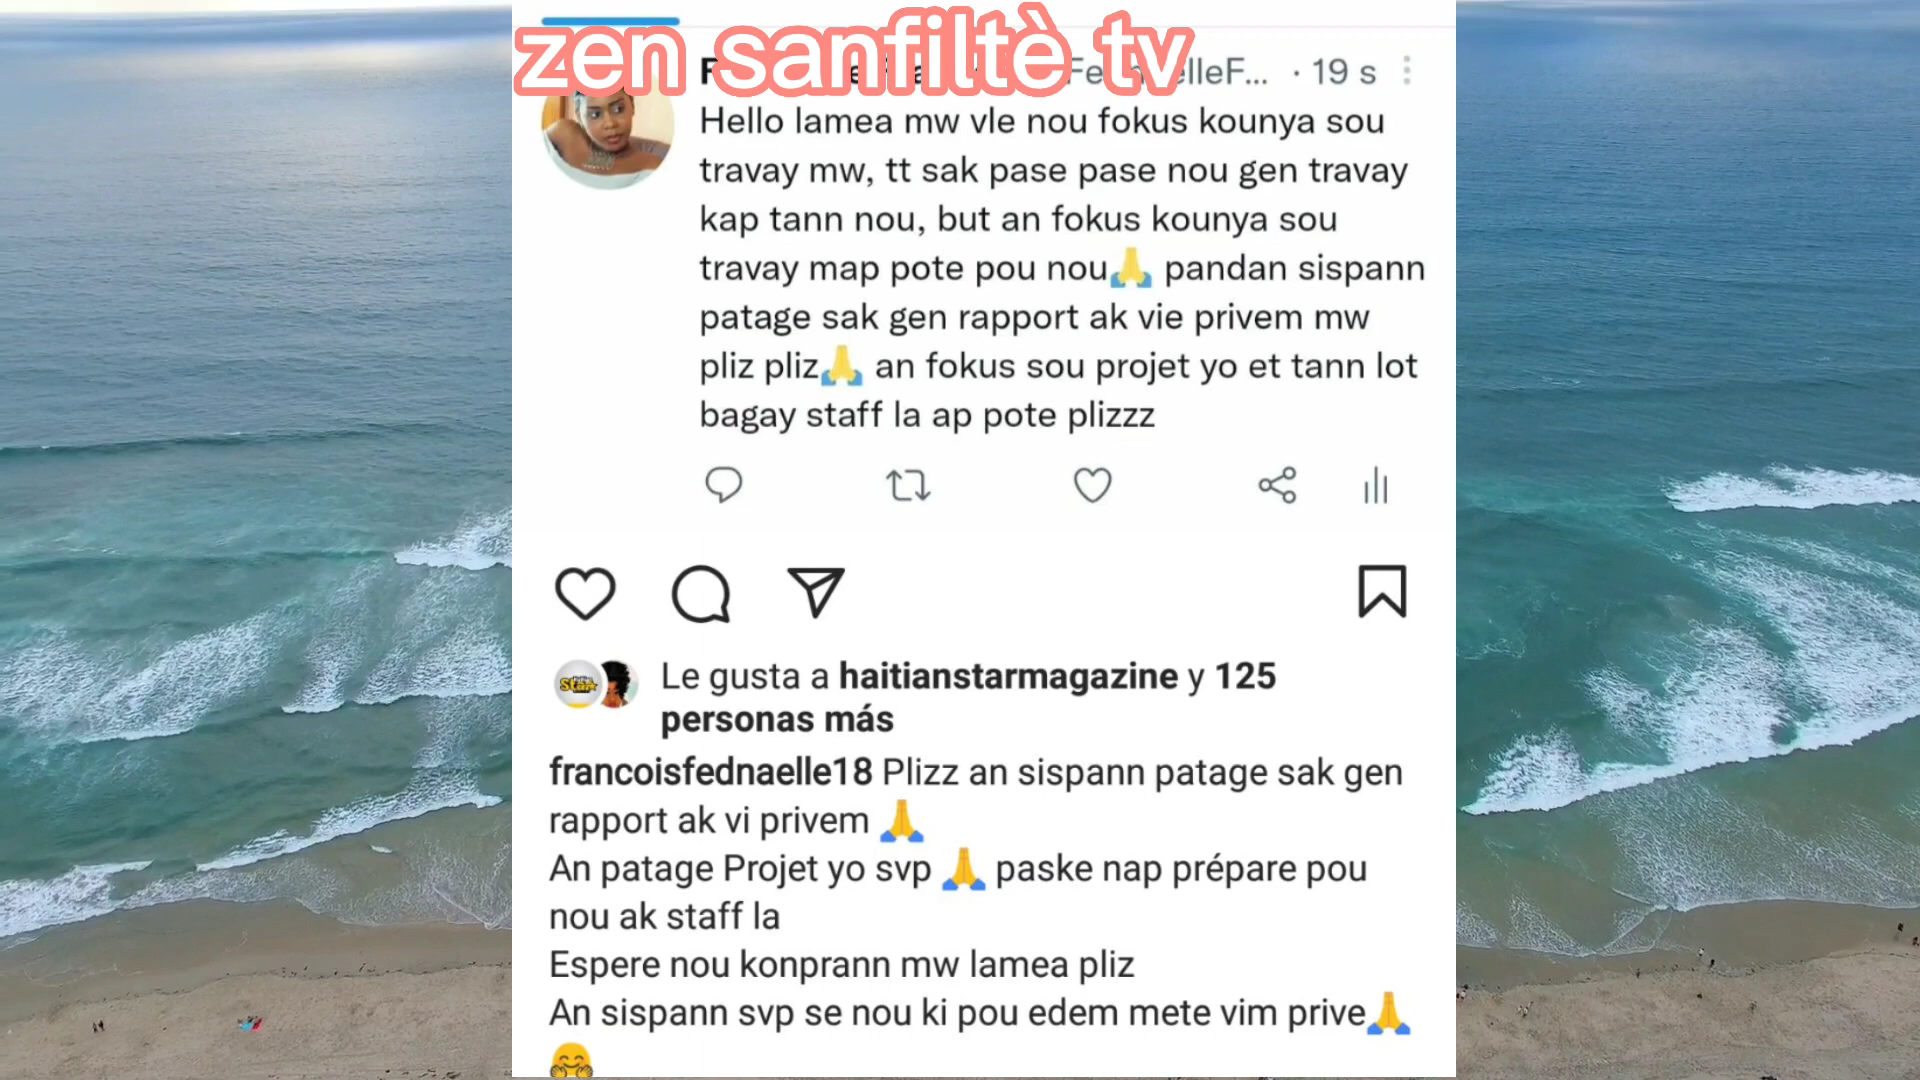 zen sanfiltè tv
· 19 s
Hello lamea mw vle nou fokus kounya sou
travay mw, tt sak pase pase nou gen travay
kap tann nou, but an fokus kounya sou
travay map pote pou nou🙏 pandan sispann
patage sak gen rapport ak vie privem mw
pliz pliz🙏 an fokus sou projet yo et tann lot
bagay staff la ap pote plizzz
Le gusta a haitianstarmagazine y 125
personas más
francoisfednaelle18 Plizz an sispann patage sak gen
rapport ak vi privem 🙏
An patage Projet yo svp 🙏 paske nap prépare pou
nou ak staff la
Espere nou konprann mw lamea pliz
An sispann svp se nou ki pou edem mete vim prive🙏
🤗